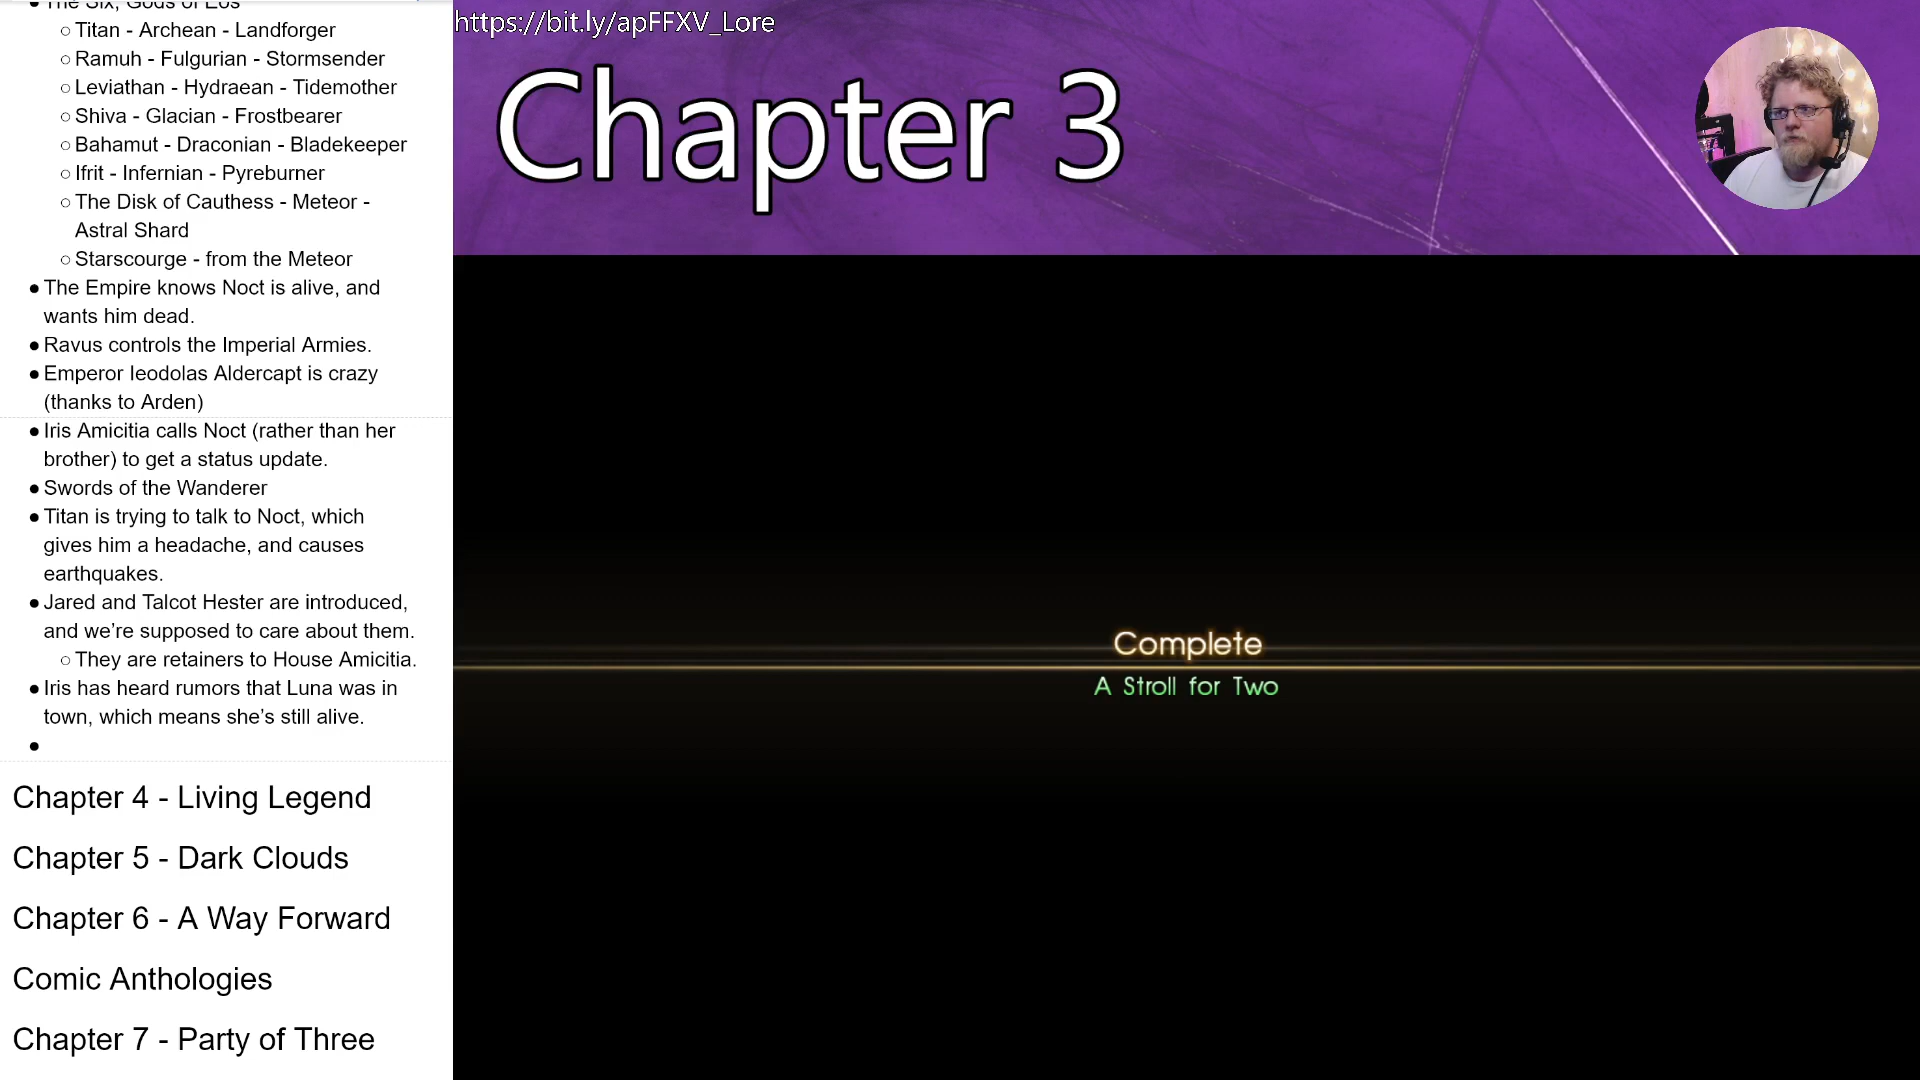 The Six, Gods of Eos
○ Titan - Archean - Landforger
○ Ramuh - Fulgurian - Stormsender
○ Leviathan - Hydraean - Tidemother
○ Shiva - Glacian - Frostbearer
○ Bahamut - Draconian - Bladekeeper
○ Ifrit - Infernian - Pyreburner
○ The Disk of Cauthess - Meteor -
Astral Shard
○ Starscourge - from the Meteor
● The Empire knows Noct is alive, and
wants him dead.
● Ravus controls the Imperial Armies.
● Emperor Ieodolas Aldercapt is crazy
(thanks to Arden)
● Iris Amicitia calls Noct (rather than her
brother) to get a status update.
● Swords of the Wanderer
● Titan is trying to talk to Noct, which
gives him a headache, and causes
earthquakes.
● Jared and Talcot Hester are introduced,
and we’re supposed to care about them.
○ They are retainers to House Amicitia.
● Iris has heard rumors that Luna was in
town, which means she’s still alive.
●
Chapter 4 - Living Legend
Chapter 5 - Dark Clouds
Chapter 6 - A Way Forward
Comic Anthologies
Chapter 7 - Party of Three
https://bit.ly/apFFXV_Lore
Chapter 3
Complete
A Stroll for Two